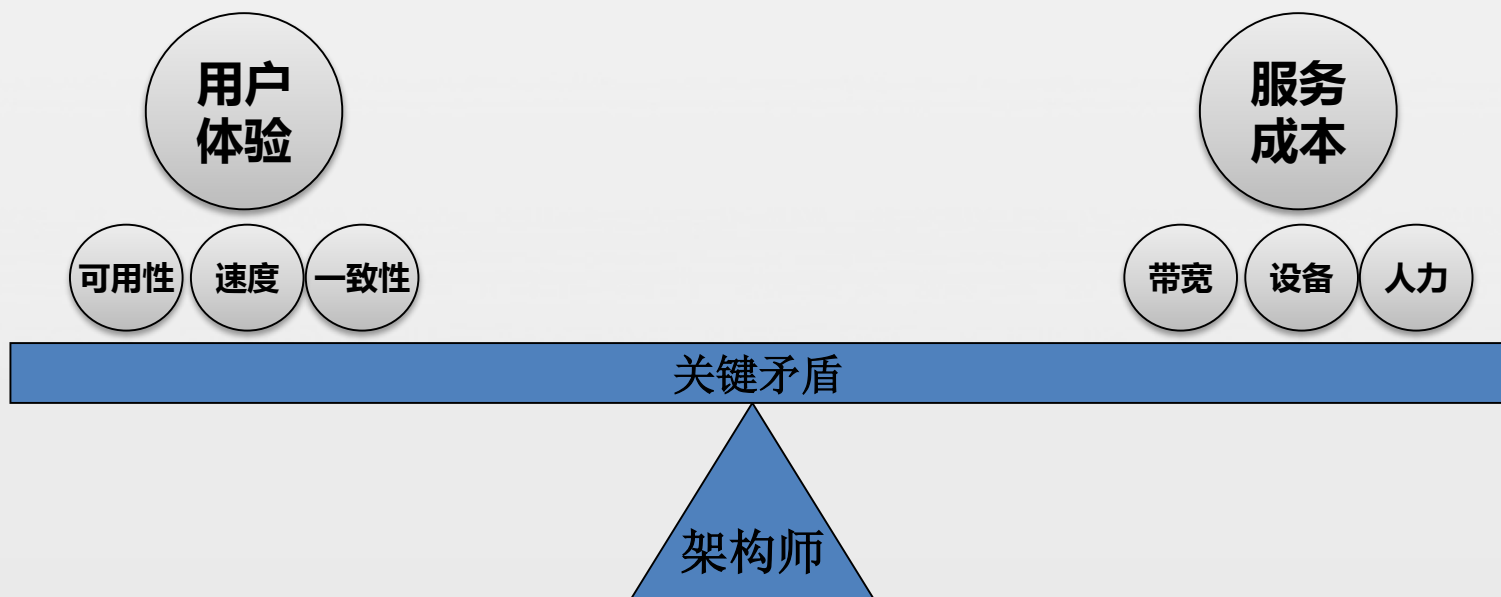 用户
体验
服务
成本
可用性
速度
一致性
带宽
设备
人力
关键矛盾
架构师